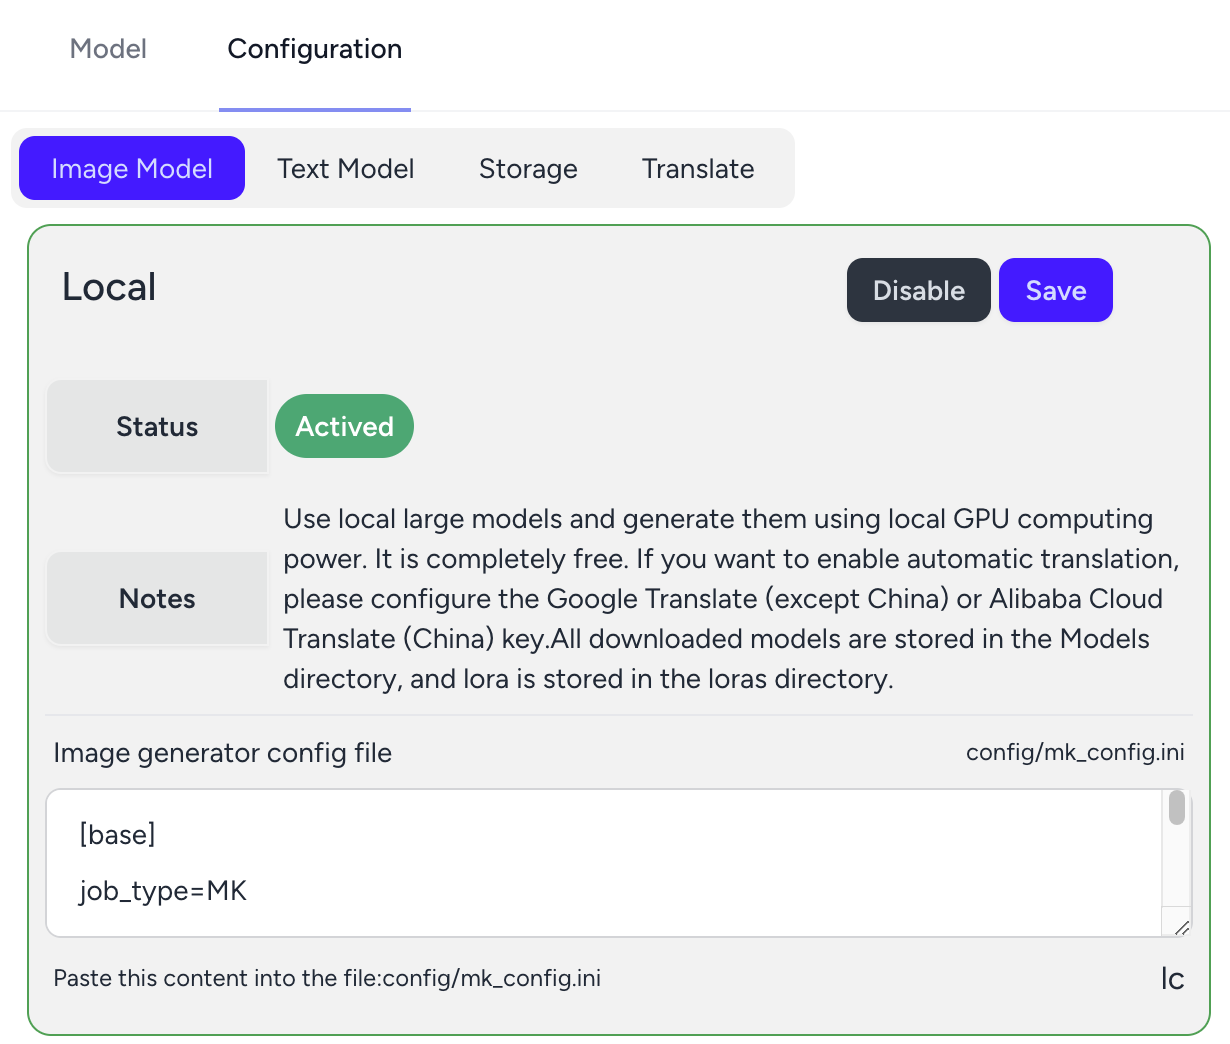 Model Configuration
Image Model Text Model Storage Translate
Local Disable Save
Status Actived
Notes
Use local large models and generate them using local GPU computing
power. It is completely free. If you want to enable automatic translation,
please configure the Google Translate (except China) or Alibaba Cloud
Translate (China) key.All downloaded models are stored in the Models
directory, and lora is stored in the loras directory.
Image generator config file config/mk_config.ini
[base]
job_type=MK
Paste this content into the file:config/mk_config.ini lc